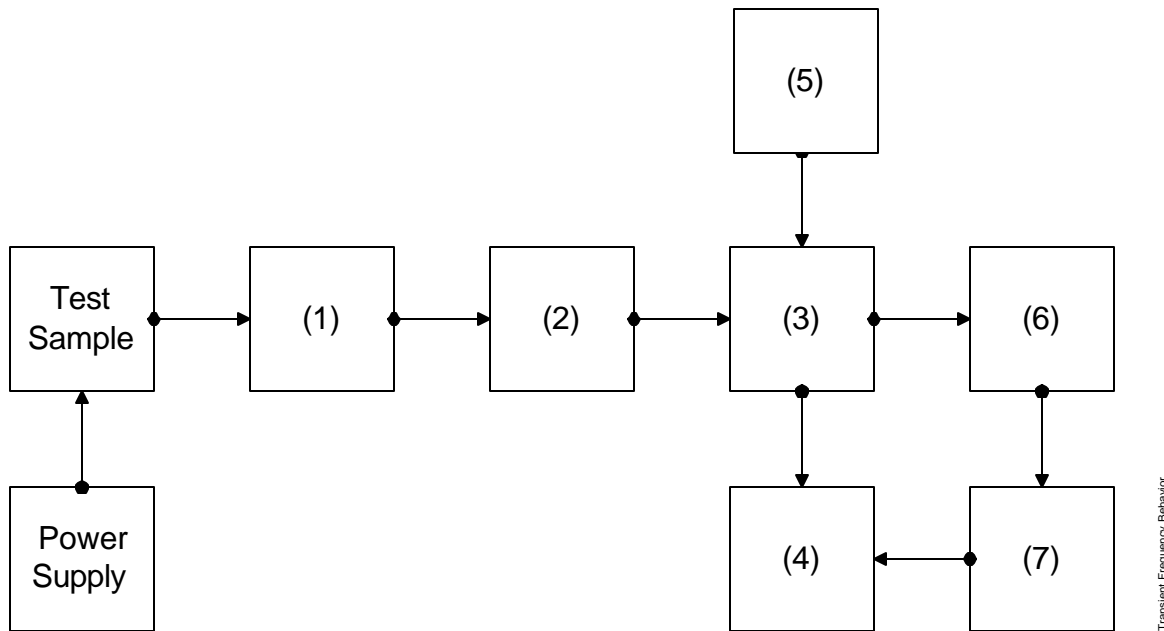 (5)
Test
Sample
(1)
(2)
(3)
(6)
Power
Supply
(4)
(7)
Transient Frequency Behavior